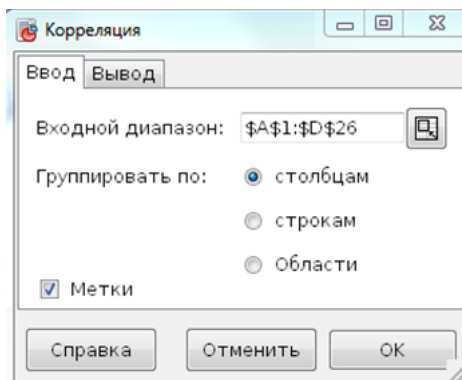 Корреляция
Ввод Вывод
Входной диапазон: $A$1:$D$26
Группировать по: столбцам
строкам
Области
Метки
Справка Отменить OK